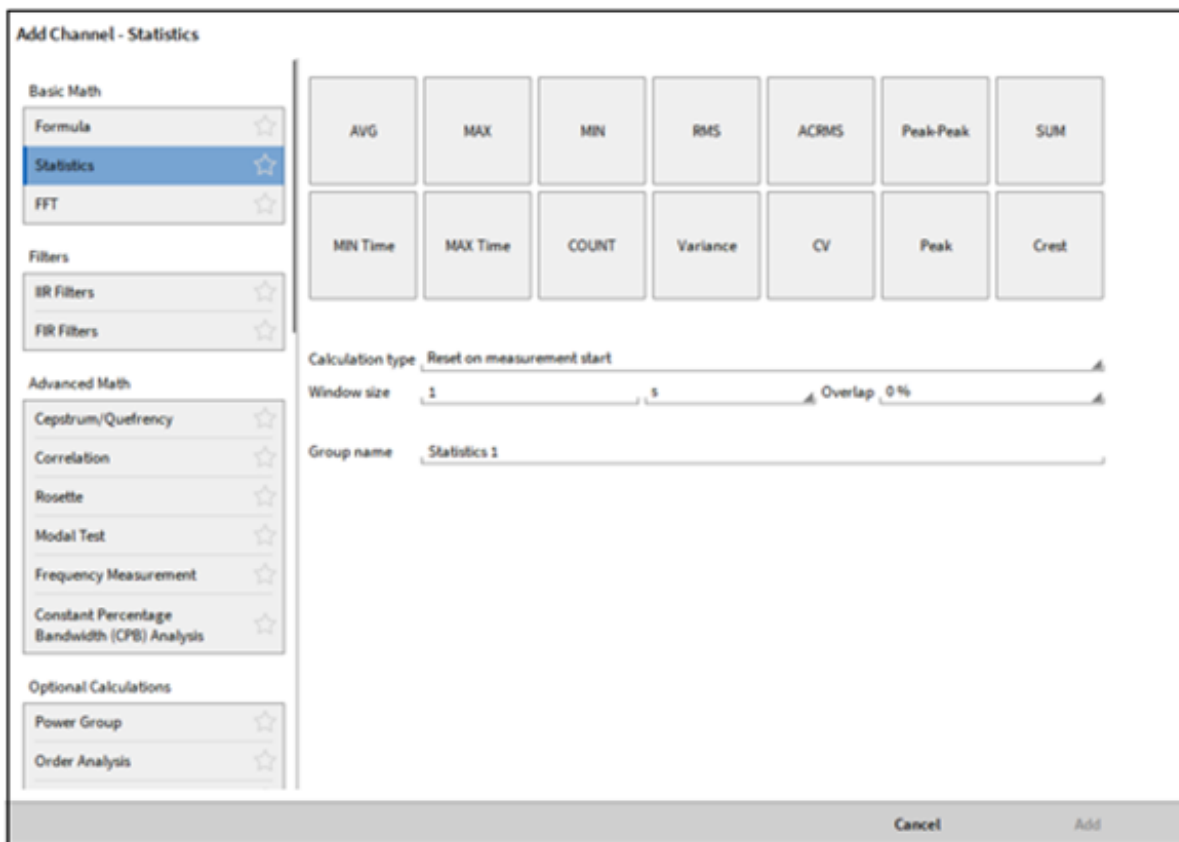 Add Channel - Statistics
Basic Math
Formula
Statistics
FFT
Filters
IIR Filters
FIR Filters
Advanced Math
Cepstrum/Quefrency
Correlation
Rosette
Modal Test
Frequency Measurement
Constant Percentage
Bandwidth (CPB) Analysis
Optional Calculations
Power Group
Order Analysis
AVG MAX MIN RMS ACRMS Peak-Peak SUM
MIN Time MAX Time COUNT Variance CV Peak Crest
Calculation type Reset on measurement start
Window size 1 s Overlap 0 %
Group name Statistics 1
Cancel Add